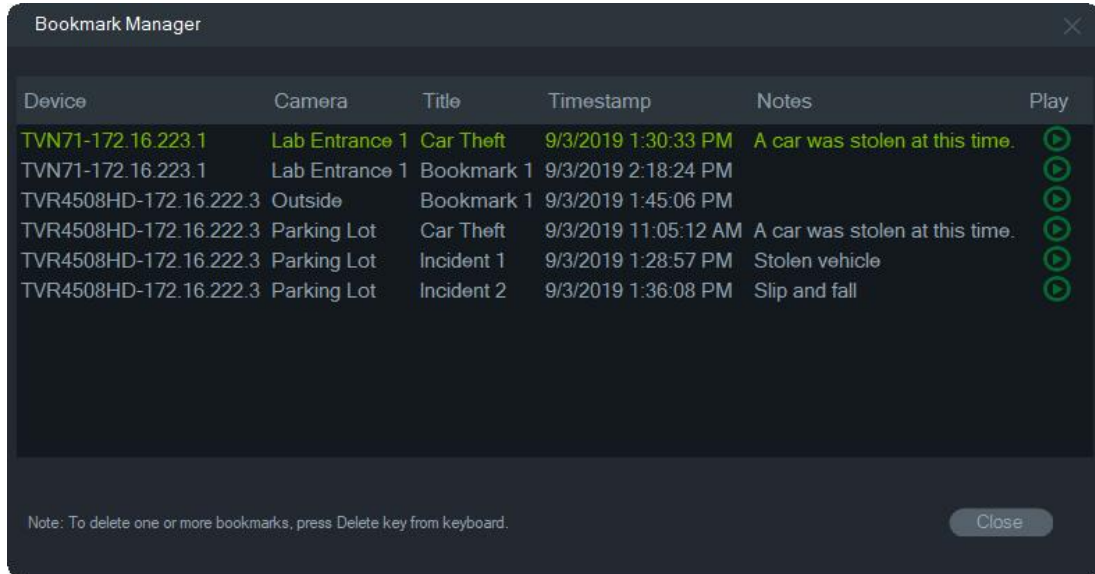 Bookmark Manager
Device Camera Title Timestamp Notes Play
TVN71-172.16.223.1 Lab Entrance 1 Car Theft 9/3/2019 1:30:33 PM A car was stolen at this time.
TVN71-172.16.223.1 Lab Entrance 1 Bookmark 1 9/3/2019 2:18:24 PM
TVR4508HD-172.16.222.3 Outside Bookmark 1 9/3/2019 1:45:06 PM
TVR4508HD-172.16.222.3 Parking Lot Car Theft 9/3/2019 11:05:12 AM A car was stolen at this time.
TVR4508HD-172.16.222.3 Parking Lot Incident 1 9/3/2019 1:28:57 PM Stolen vehicle
TVR4508HD-172.16.222.3 Parking Lot Incident 2 9/3/2019 1:36:08 PM Slip and fall
Note: To delete one or more bookmarks, press Delete key from keyboard.
Close